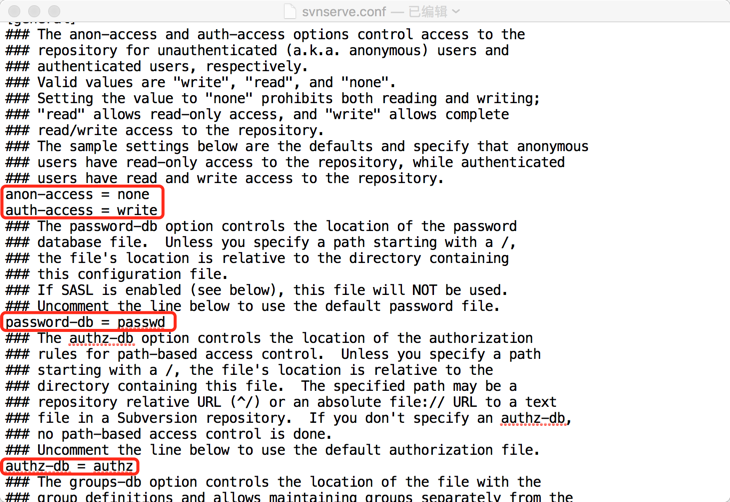 svnserve.conf — 已编辑
[general]
### The anon-access and auth-access options control access to the
### repository for unauthenticated (a.k.a. anonymous) users and
### authenticated users, respectively.
### Valid values are "write", "read", and "none".
### Setting the value to "none" prohibits both reading and writing;
### "read" allows read-only access, and "write" allows complete
### read/write access to the repository.
### The sample settings below are the defaults and specify that anonymous
### users have read-only access to the repository, while authenticated
### users have read and write access to the repository.
anon-access = none
auth-access = write
### The password-db option controls the location of the password
### database file.  Unless you specify a path starting with a /,
### the file's location is relative to the directory containing
### this configuration file.
### If SASL is enabled (see below), this file will NOT be used.
### Uncomment the line below to use the default password file.
password-db = passwd
### The authz-db option controls the location of the authorization
### rules for path-based access control.  Unless you specify a path
### starting with a /, the file's location is relative to the
### directory containing this file.  The specified path may be a
### repository relative URL (^/) or an absolute file:// URL to a text
### file in a Subversion repository.  If you don't specify an authz-db,
### no path-based access control is done.
### Uncomment the line below to use the default authorization file.
authz-db = authz
### The groups-db option controls the location of the file with the
### group definitions and allows maintaining groups separately from the